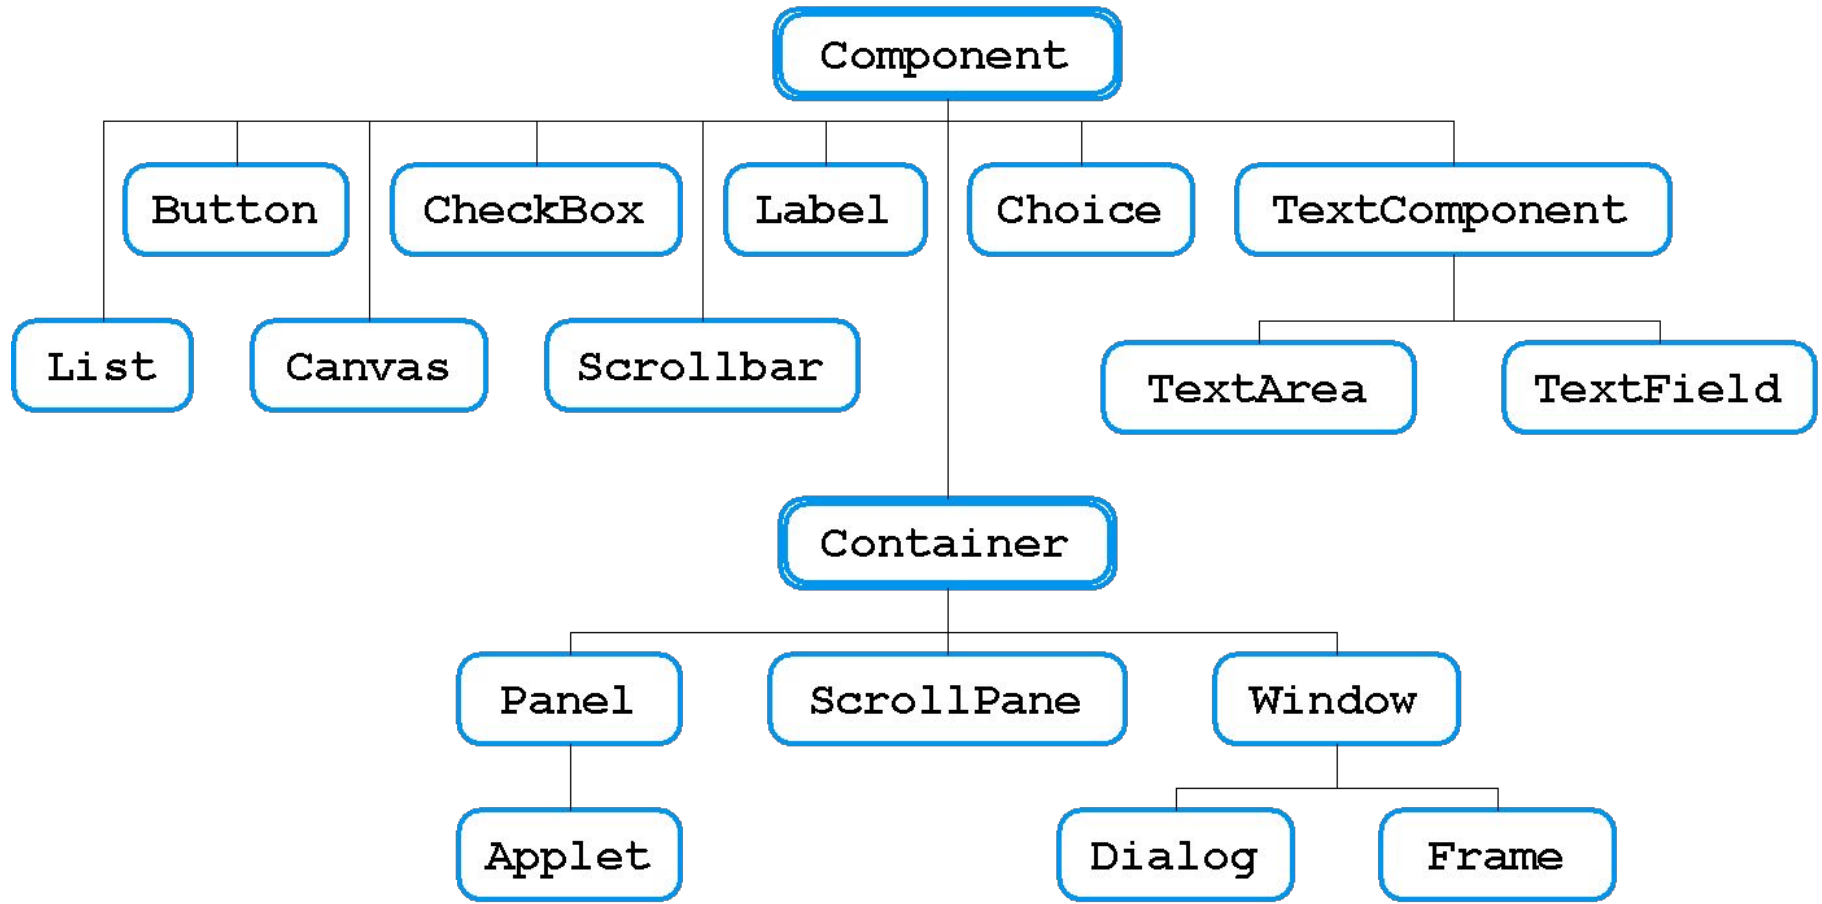 Component
Button
CheckBox
Label
Choice
TextComponent
List
Canvas
Scrollbar
TextArea
TextField
Container
Panel
ScrollPane
Window
Applet
Dialog
Frame